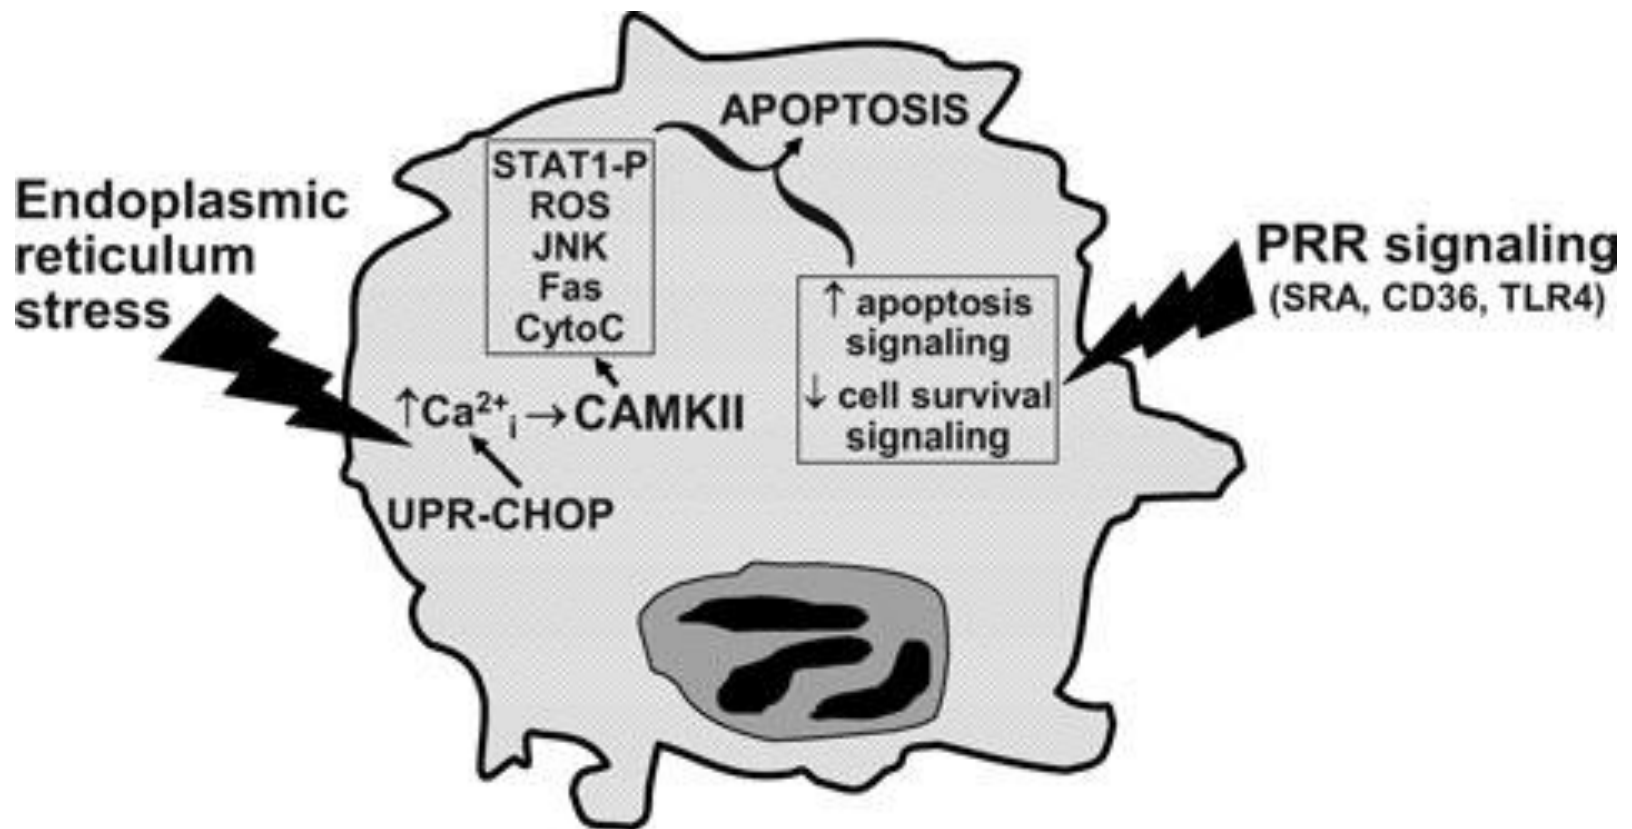 APOPTOSIS
STAT1-P
ROS
JNK
Fas
CytoC
Endoplasmic
reticulum
stress
PRR signaling
(SRA, CD36, TLR4)
↑ apoptosis
signaling
↓ cell survival
signaling
↑Ca²⁺ᵢ → CAMKII
UPR-CHOP